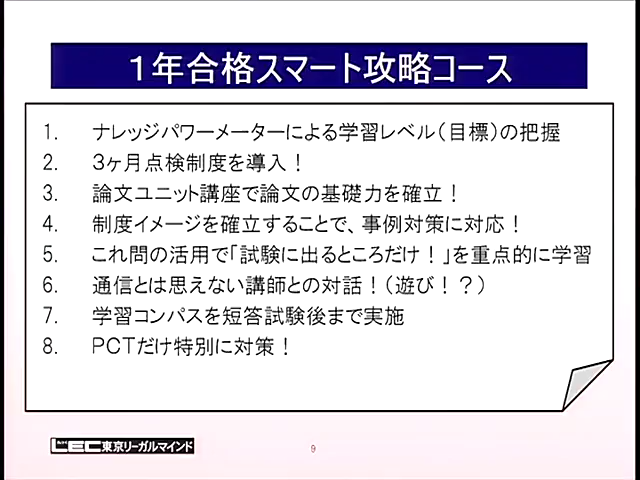 １年合格スマート攻略コース
1. ナレッジパワーメーターによる学習レベル（目標）の把握
2. ３ヶ月点検制度を導入！
3. 論文ユニット講座で論文の基礎力を確立！
4. 制度イメージを確立することで、事例対策に対応！
5. これ問の活用で「試験に出るところだけ！」を重点的に学習
6. 通信とは思えない講師との対話！（遊び！？）
7. 学習コンパスを短答試験後まで実施
8. ＰＣＴだけ特別に対策！
LEC東京リーガルマインド
9